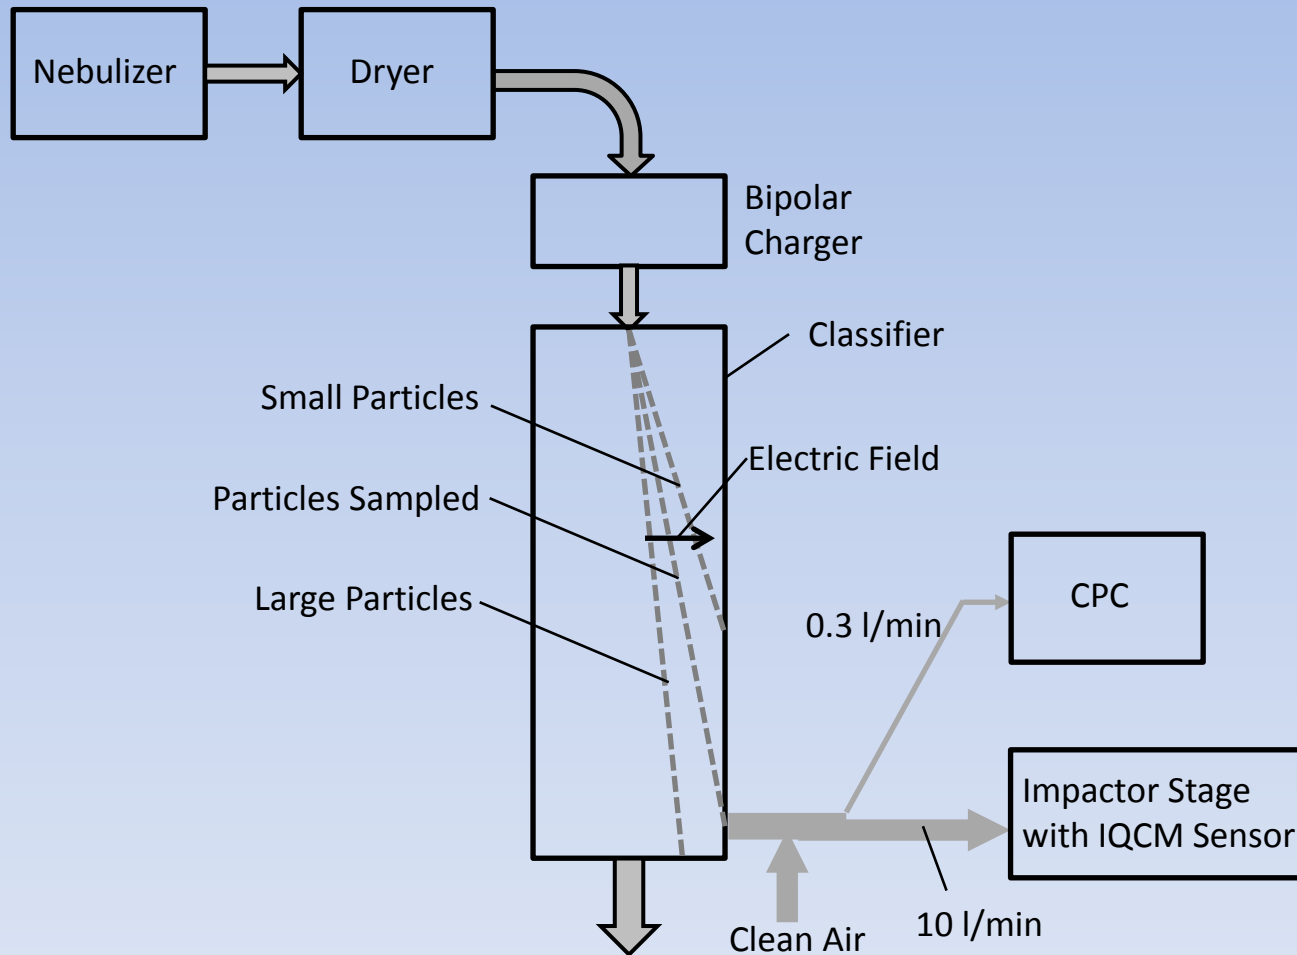 Nebulizer
Dryer
Bipolar
Charger
Classifier
Small Particles
Electric Field
Particles Sampled
Large Particles
CPC
0.3 l/min
Impactor Stage
with IQCM Sensor
10 l/min
Clean Air